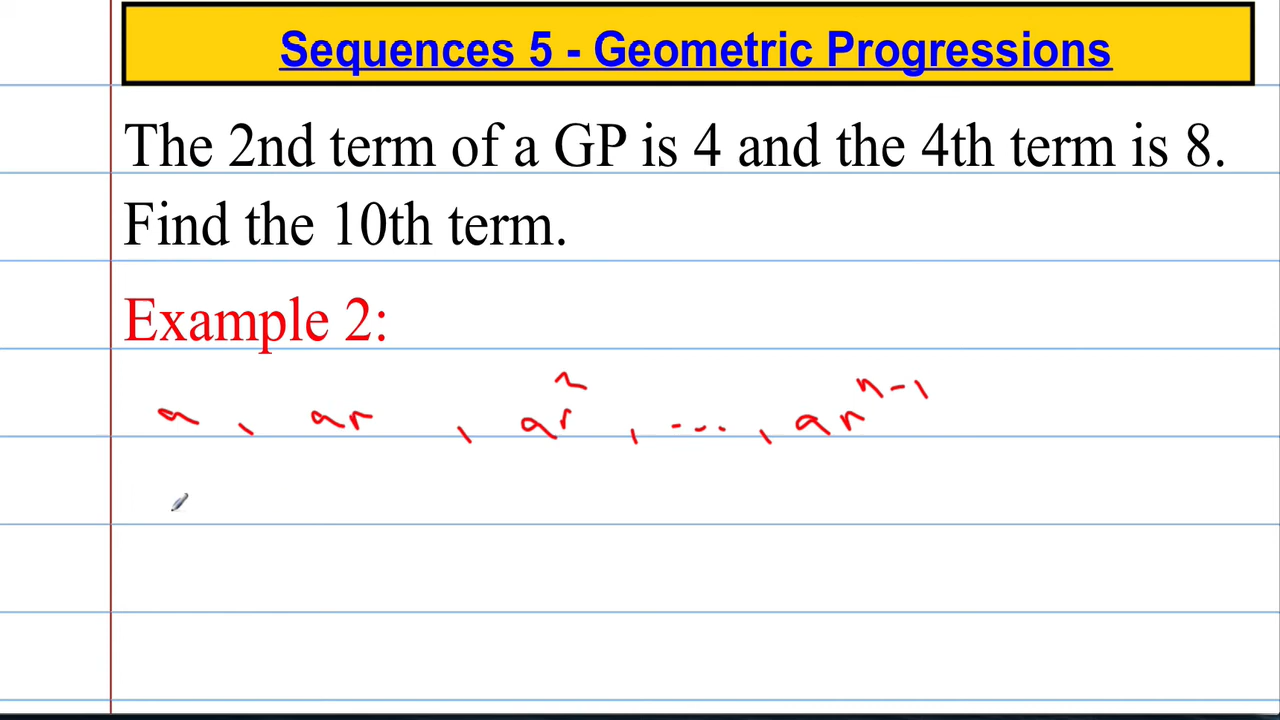 Sequences 5 - Geometric Progressions
The 2nd term of a GP is 4 and the 4th term is 8.
Find the 10th term.
Example 2:
a , ar , ar² , ... , arⁿ⁻¹